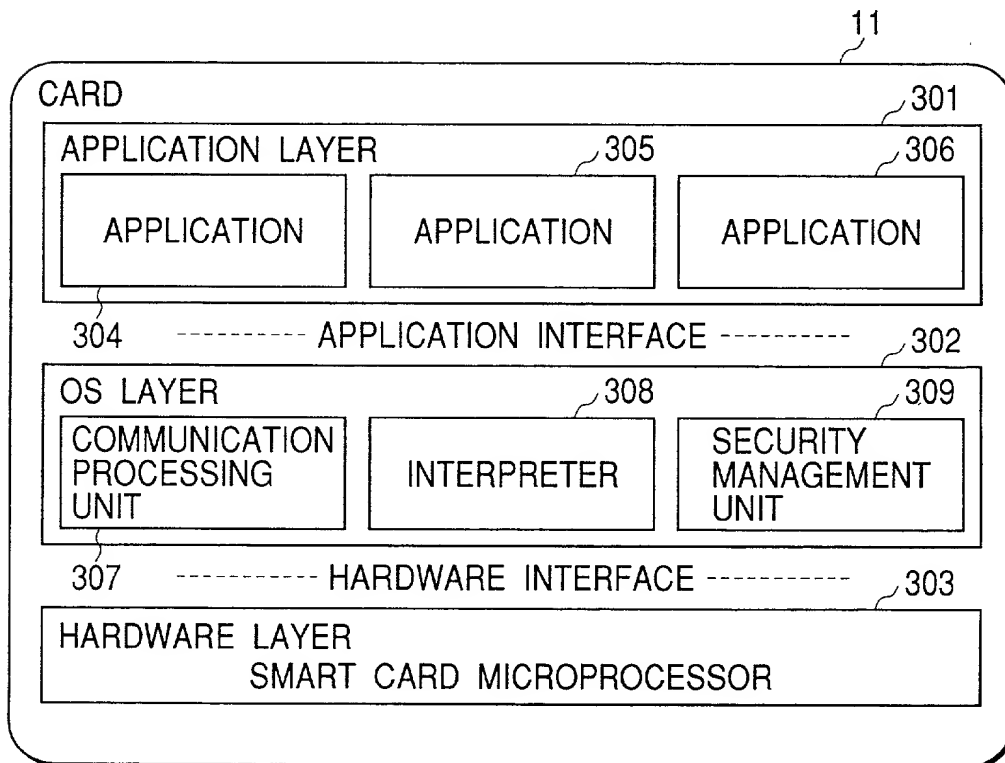 11
CARD
301
APPLICATION LAYER
305
306
APPLICATION
APPLICATION
APPLICATION
304
APPLICATION INTERFACE
302
OS LAYER
308
309
COMMUNICATION
PROCESSING
UNIT
INTERPRETER
SECURITY
MANAGEMENT
UNIT
307
HARDWARE INTERFACE
303
HARDWARE LAYER
SMART CARD MICROPROCESSOR